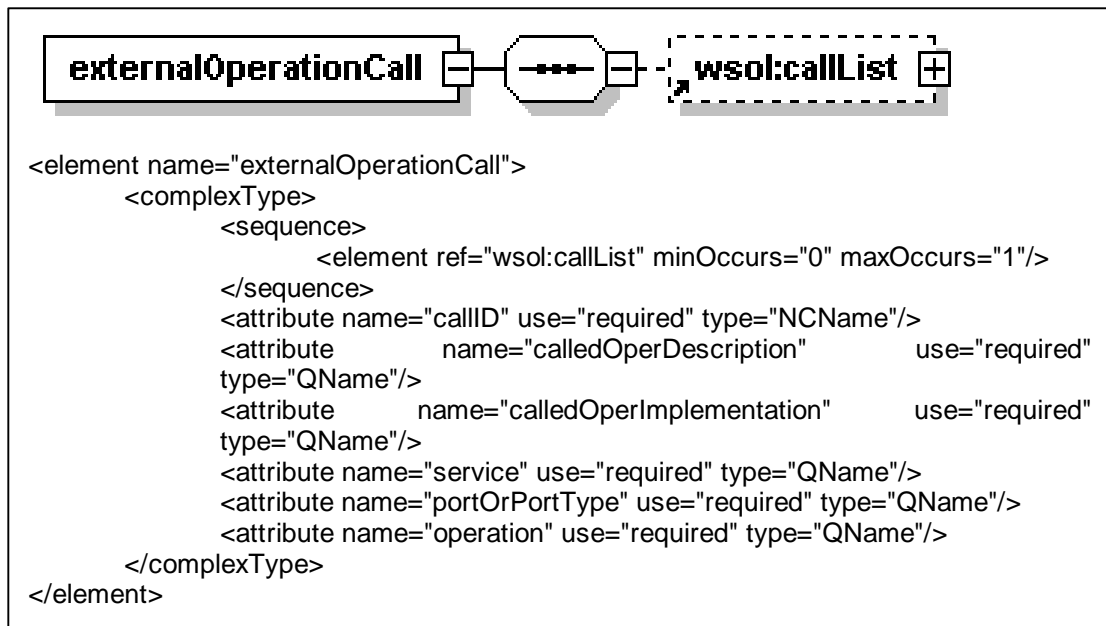 externalOperationCall wsol:callList
<element name="externalOperationCall">
<complexType>
<sequence>
<element ref="wsol:callList" minOccurs="0" maxOccurs="1"/>
</sequence>
<attribute name="callID" use="required" type="NCName"/>
<attribute name="calledOperDescription" use="required"
type="QName"/>
<attribute name="calledOperImplementation" use="required"
type="QName"/>
<attribute name="service" use="required" type="QName"/>
<attribute name="portOrPortType" use="required" type="QName"/>
<attribute name="operation" use="required" type="QName"/>
</complexType>
</element>